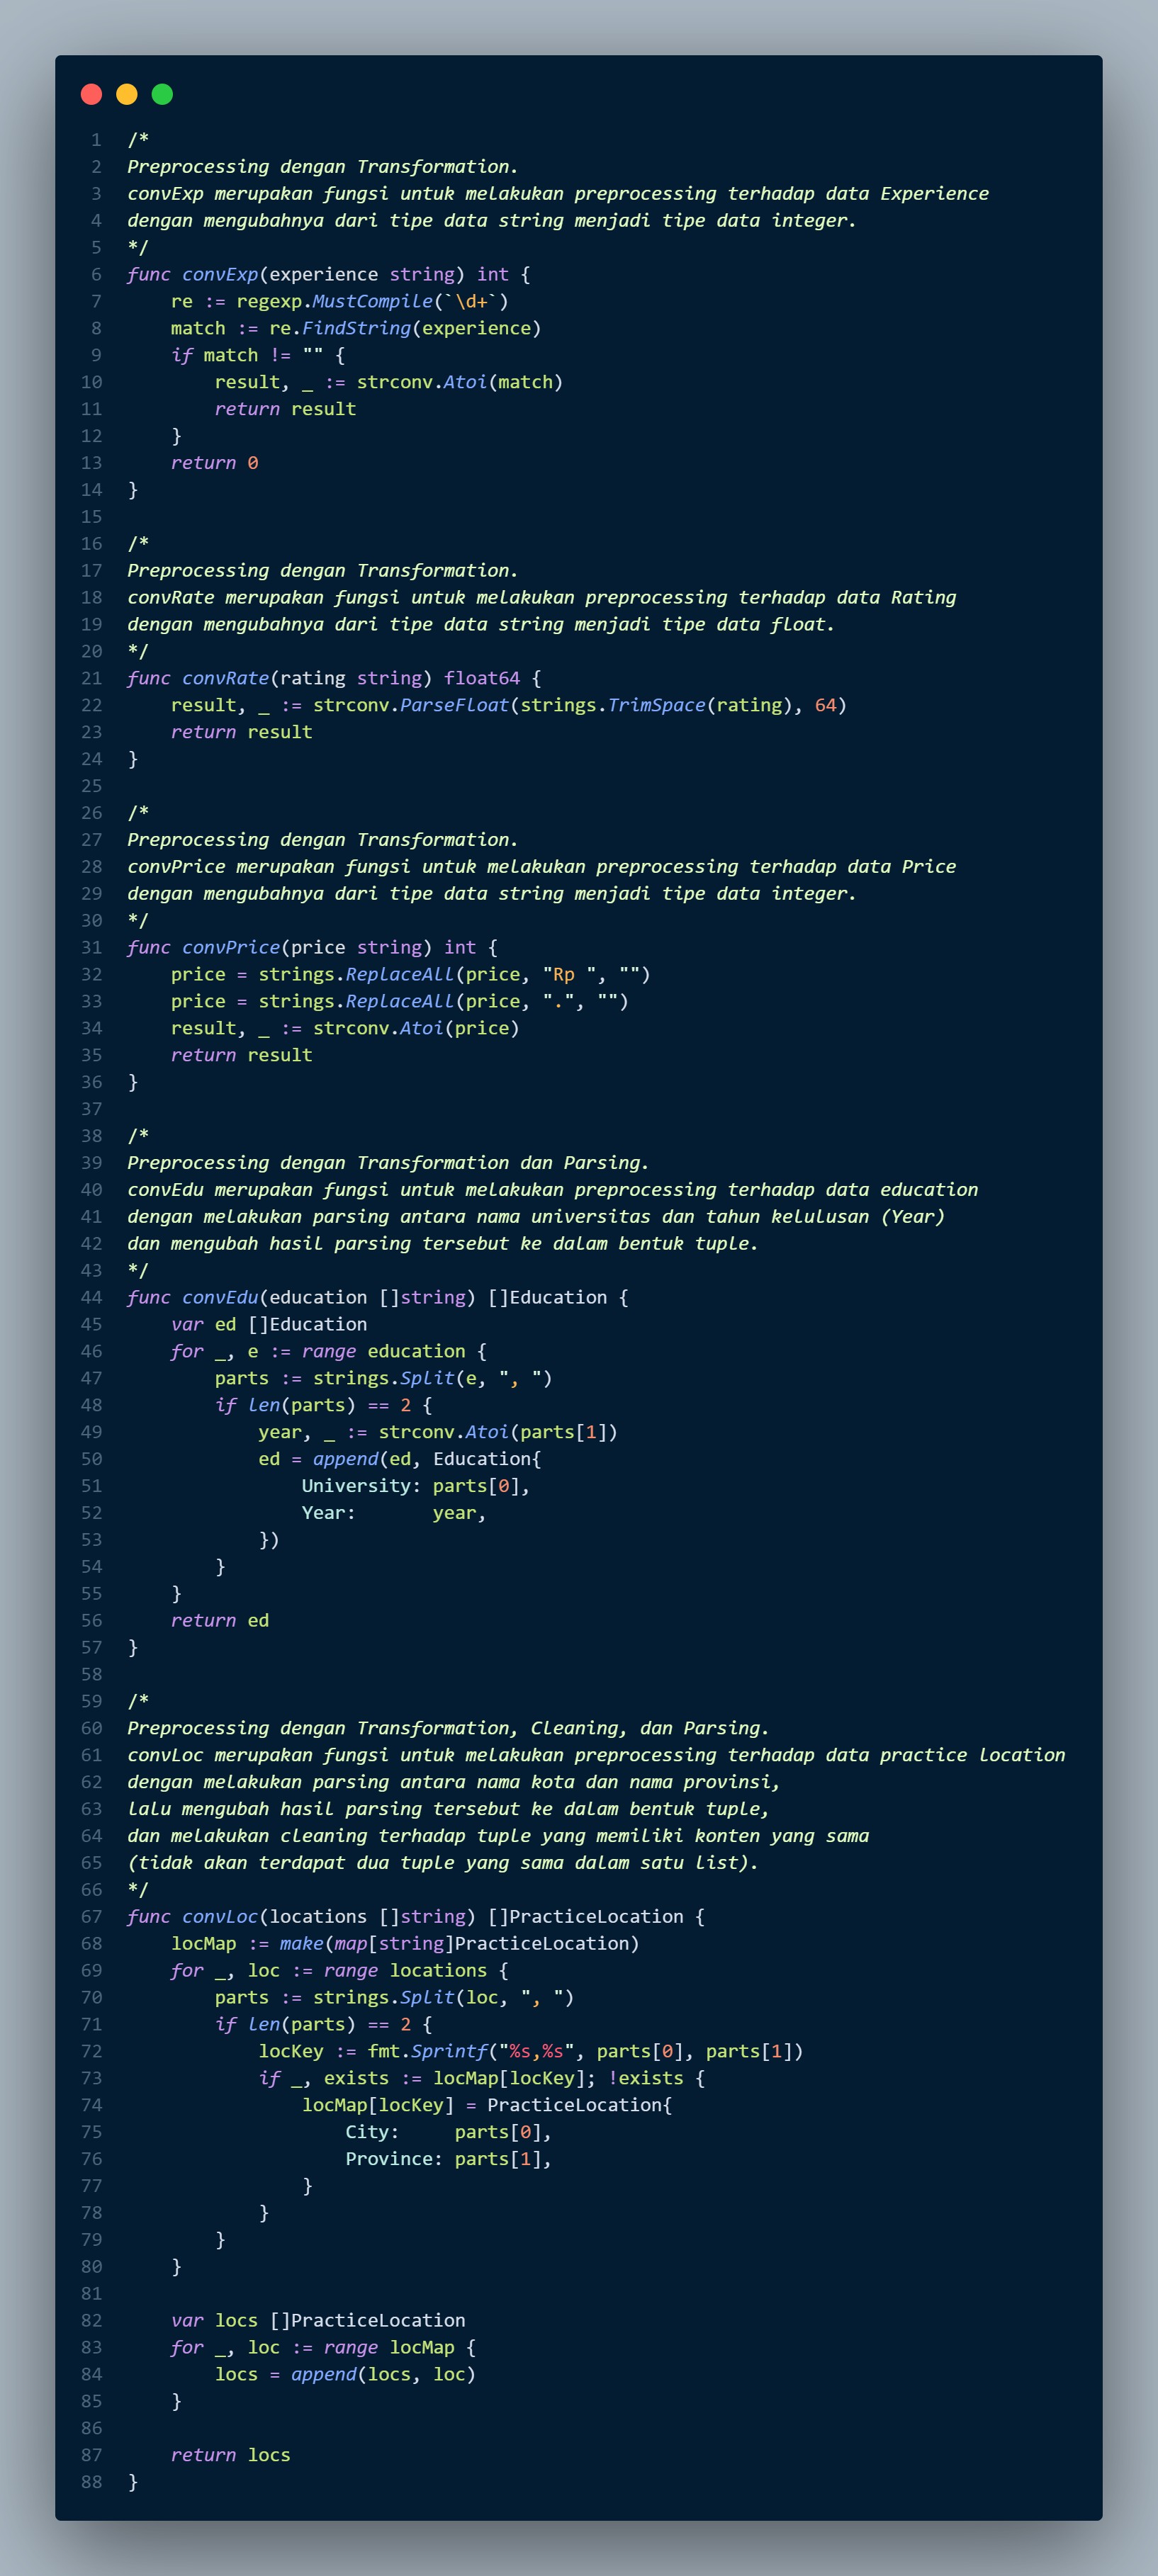 1 /*
2 Preprocessing dengan Transformation.
3 convExp merupakan fungsi untuk melakukan preprocessing terhadap data Experience
4 dengan mengubahnya dari tipe data string menjadi tipe data integer.
5 */
6 func convExp(experience string) int {
7     re := regexp.MustCompile(`\d+`)
8     match := re.FindString(experience)
9     if match != "" {
10         result, _ := strconv.Atoi(match)
11         return result
12     }
13     return 0
14 }
15
16 /*
17 Preprocessing dengan Transformation.
18 convRate merupakan fungsi untuk melakukan preprocessing terhadap data Rating
19 dengan mengubahnya dari tipe data string menjadi tipe data float.
20 */
21 func convRate(rating string) float64 {
22     result, _ := strconv.ParseFloat(strings.TrimSpace(rating), 64)
23     return result
24 }
25
26 /*
27 Preprocessing dengan Transformation.
28 convPrice merupakan fungsi untuk melakukan preprocessing terhadap data Price
29 dengan mengubahnya dari tipe data string menjadi tipe data integer.
30 */
31 func convPrice(price string) int {
32     price = strings.ReplaceAll(price, "Rp ", "")
33     price = strings.ReplaceAll(price, ".", "")
34     result, _ := strconv.Atoi(price)
35     return result
36 }
37
38 /*
39 Preprocessing dengan Transformation dan Parsing.
40 convEdu merupakan fungsi untuk melakukan preprocessing terhadap data education
41 dengan melakukan parsing antara nama universitas dan tahun kelulusan (Year)
42 dan mengubah hasil parsing tersebut ke dalam bentuk tuple.
43 */
44 func convEdu(education []string) []Education {
45     var ed []Education
46     for _, e := range education {
47         parts := strings.Split(e, ", ")
48         if len(parts) == 2 {
49             year, _ := strconv.Atoi(parts[1])
50             ed = append(ed, Education{
51                 University: parts[0],
52                 Year:       year,
53             })
54         }
55     }
56     return ed
57 }
58
59 /*
60 Preprocessing dengan Transformation, Cleaning, dan Parsing.
61 convLoc merupakan fungsi untuk melakukan preprocessing terhadap data practice location
62 dengan melakukan parsing antara nama kota dan nama provinsi,
63 lalu mengubah hasil parsing tersebut ke dalam bentuk tuple,
64 dan melakukan cleaning terhadap tuple yang memiliki konten yang sama
65 (tidak akan terdapat dua tuple yang sama dalam satu list).
66 */
67 func convLoc(locations []string) []PracticeLocation {
68     locMap := make(map[string]PracticeLocation)
69     for _, loc := range locations {
70         parts := strings.Split(loc, ", ")
71         if len(parts) == 2 {
72             locKey := fmt.Sprintf("%s,%s", parts[0], parts[1])
73             if _, exists := locMap[locKey]; !exists {
74                 locMap[locKey] = PracticeLocation{
75                     City:     parts[0],
76                     Province: parts[1],
77                 }
78             }
79         }
80     }
81
82     var locs []PracticeLocation
83     for _, loc := range locMap {
84         locs = append(locs, loc)
85     }
86
87     return locs
88 }